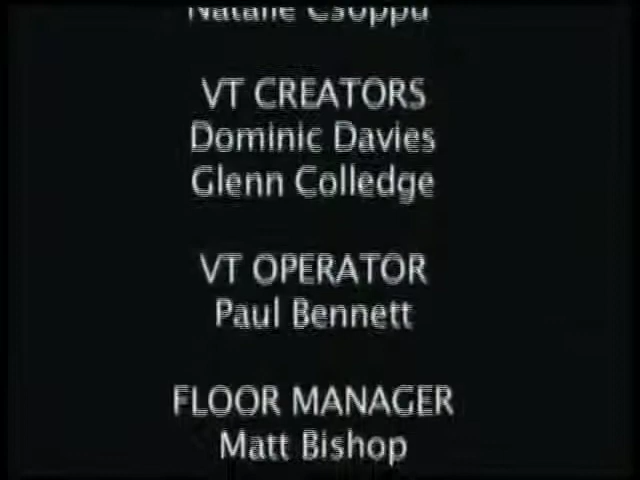 VT CREATORS
Dominic Davies
Glenn Colledge
VT OPERATOR
Paul Bennett
FLOOR MANAGER
Matt Bishop